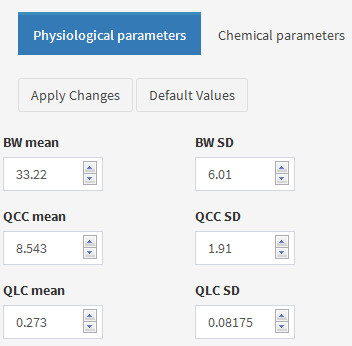 Physiological parameters Chemical parameters
Apply Changes Default Values
BW mean BW SD
33.22 6.01
QCC mean QCC SD
8.543 1.91
QLC mean QLC SD
0.273 0.08175